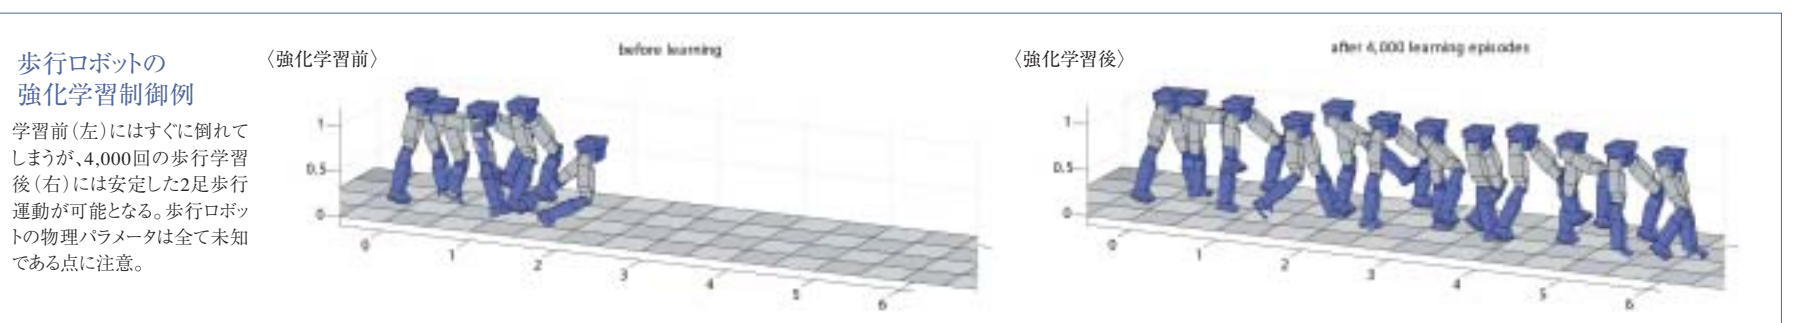 歩行ロボットの
強化学習制御例
学習前(左)にはすぐに倒れて
しまうが、4,000回の歩行学習
後(右)には安定した2足歩行
運動が可能となる。歩行ロボッ
トの物理パラメータは全て未知
である点に注意。
〈強化学習前〉
before learning
1
0.5
0
0
1
2
3
4
5
6
〈強化学習後〉
after 4,000 learning episodes
1
0.5
0
0
1
2
3
4
5
6